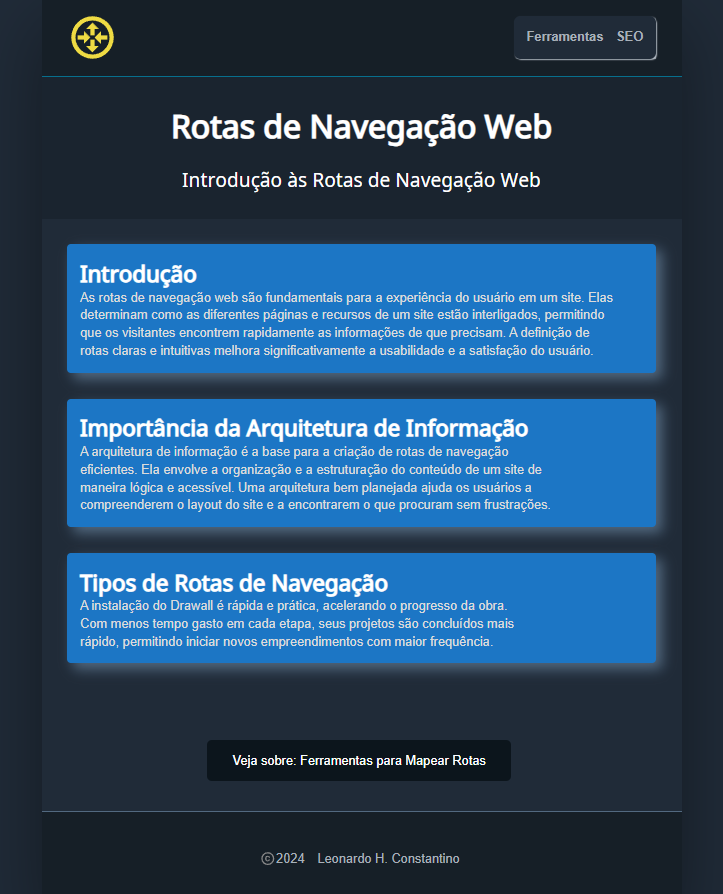 Ferramentas SEO
Rotas de Navegação Web
Introdução às Rotas de Navegação Web
Introdução
As rotas de navegação web são fundamentais para a experiência do usuário em um site. Elas
determinam como as diferentes páginas e recursos de um site estão interligados, permitindo
que os visitantes encontrem rapidamente as informações de que precisam. A definição de
rotas claras e intuitivas melhora significativamente a usabilidade e a satisfação do usuário.
Importância da Arquitetura de Informação
A arquitetura de informação é a base para a criação de rotas de navegação
eficientes. Ela envolve a organização e a estruturação do conteúdo de um site de
maneira lógica e acessível. Uma arquitetura bem planejada ajuda os usuários a
compreenderem o layout do site e a encontrarem o que procuram sem frustrações.
Tipos de Rotas de Navegação
A instalação do Drawall é rápida e prática, acelerando o progresso da obra.
Com menos tempo gasto em cada etapa, seus projetos são concluídos mais
rápido, permitindo iniciar novos empreendimentos com maior frequência.
Veja sobre: Ferramentas para Mapear Rotas
©2024 Leonardo H. Constantino